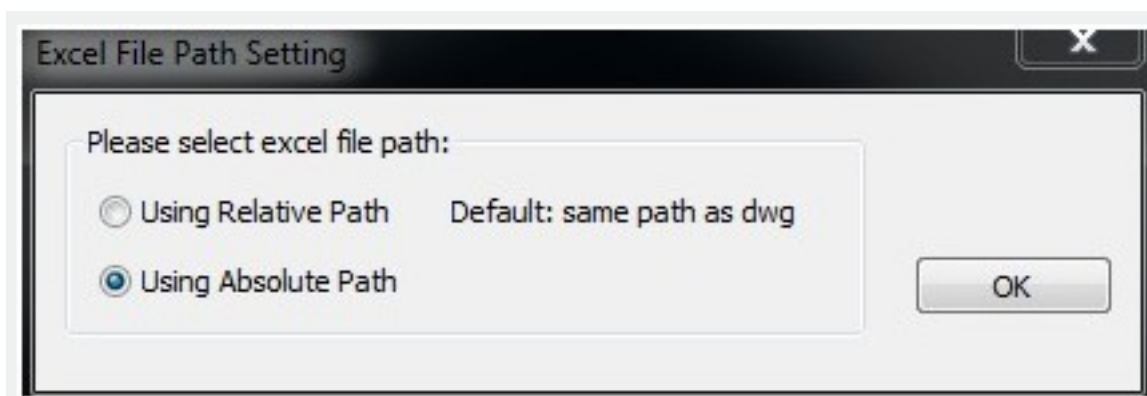 Excel File Path Setting
X
Please select excel file path:
Using Relative Path Default: same path as dwg
Using Absolute Path
OK